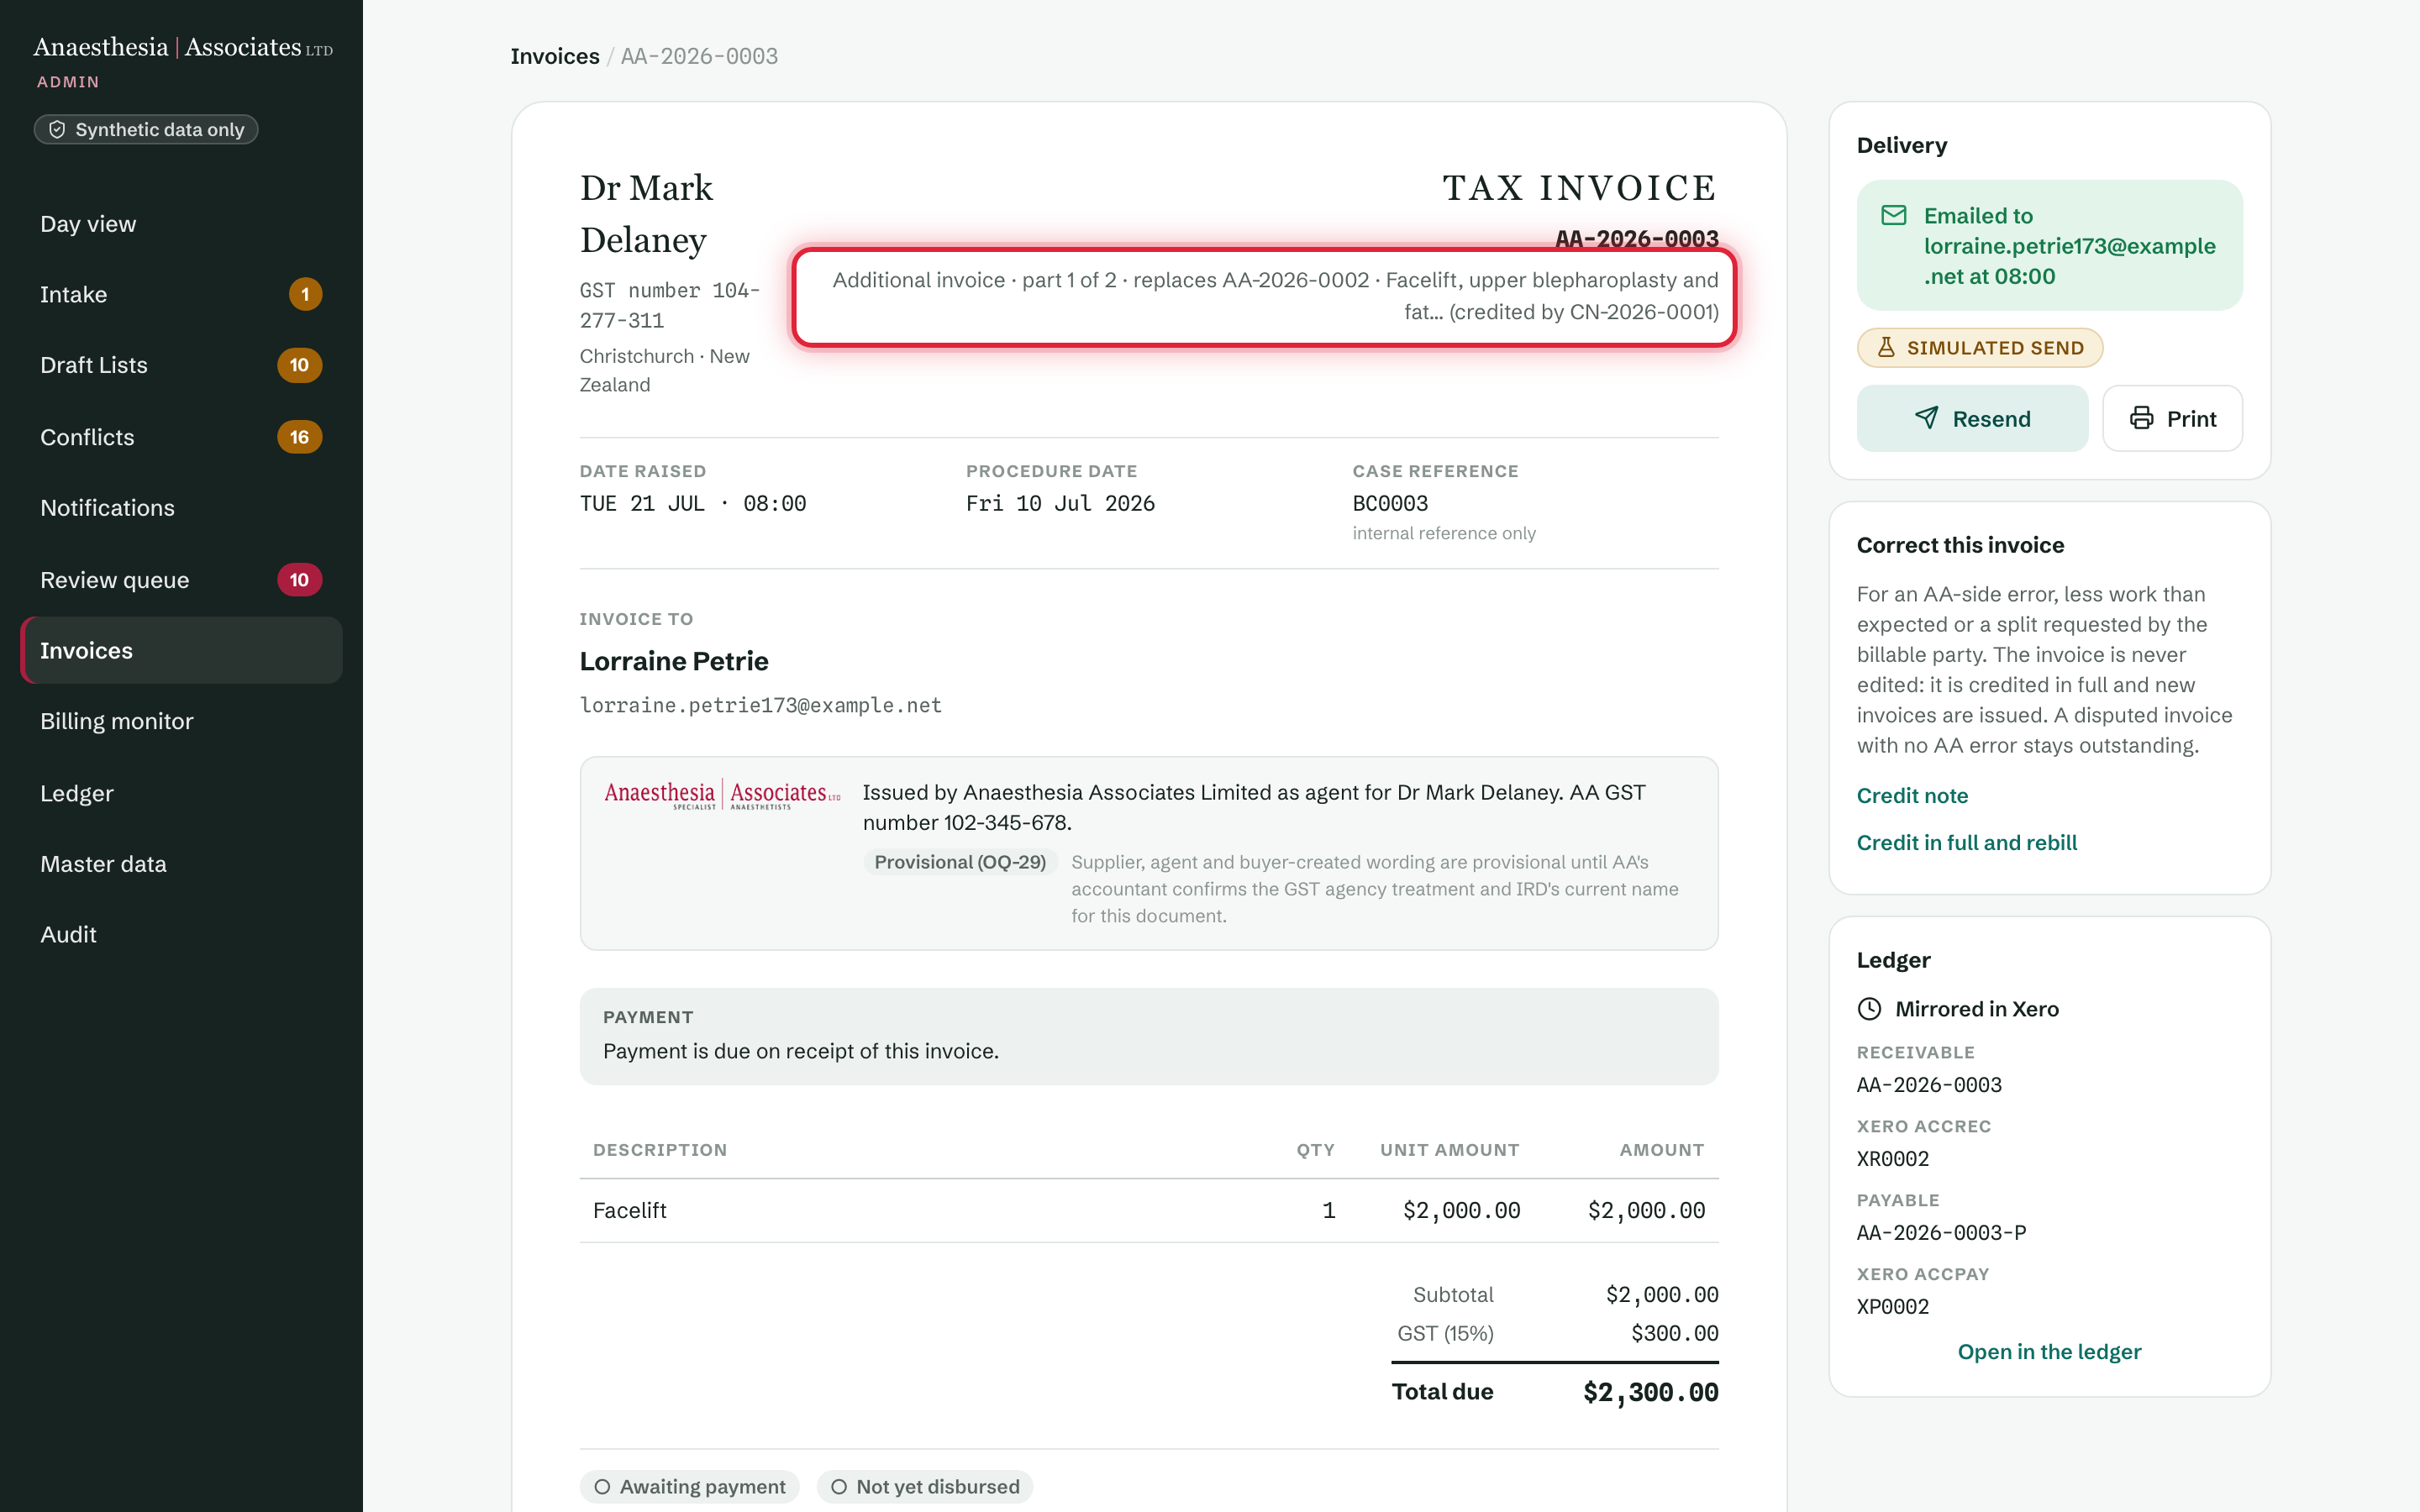 Anaesthesia | Associates LTD
ADMIN
Synthetic data only
Day view
Intake 1
Draft Lists 10
Conflicts 16
Notifications
Review queue 10
Invoices
Billing monitor
Ledger
Master data
Audit
Invoices / AA-2026-0003
Dr Mark
Delaney
GST number 104-
277-311
Christchurch · New
Zealand
TAX INVOICE
AA-2026-0003
Additional invoice · part 1 of 2 · replaces AA-2026-0002 · Facelift, upper blepharoplasty and
fat... (credited by CN-2026-0001)
DATE RAISED PROCEDURE DATE CASE REFERENCE
TUE 21 JUL · 08:00 Fri 10 Jul 2026 BC0003
internal reference only
INVOICE TO
Lorraine Petrie
lorraine.petrie173@example.net
Anaesthesia | Associates LTD
SPECIALIST ANAESTHETISTS
Issued by Anaesthesia Associates Limited as agent for Dr Mark Delaney. AA GST
number 102-345-678.
Provisional (OQ-29) Supplier, agent and buyer-created wording are provisional until AA's
accountant confirms the GST agency treatment and IRD's current name
for this document.
PAYMENT
Payment is due on receipt of this invoice.
DESCRIPTION QTY UNIT AMOUNT AMOUNT
Facelift 1 $2,000.00 $2,000.00
Subtotal $2,000.00
GST (15%) $300.00
Total due $2,300.00
Awaiting payment Not yet disbursed
Delivery
Emailed to
lorraine.petrie173@example
.net at 08:00
SIMULATED SEND
Resend Print
Correct this invoice
For an AA-side error, less work than
expected or a split requested by the
billable party. The invoice is never
edited: it is credited in full and new
invoices are issued. A disputed invoice
with no AA error stays outstanding.
Credit note
Credit in full and rebill
Ledger
Mirrored in Xero
RECEIVABLE
AA-2026-0003
XERO ACCREC
XR0002
PAYABLE
AA-2026-0003-P
XERO ACCPAY
XP0002
Open in the ledger